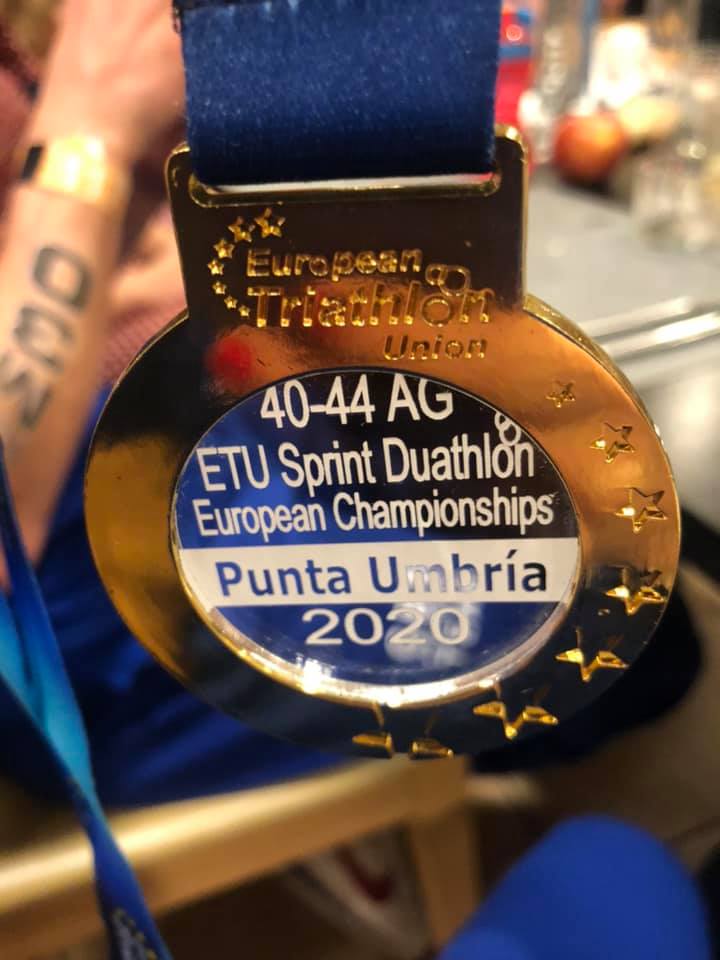 European
Triathlon
Union
40-44 AG
ETU Sprint Duathlon
European Championships
Punta Umbría
2020